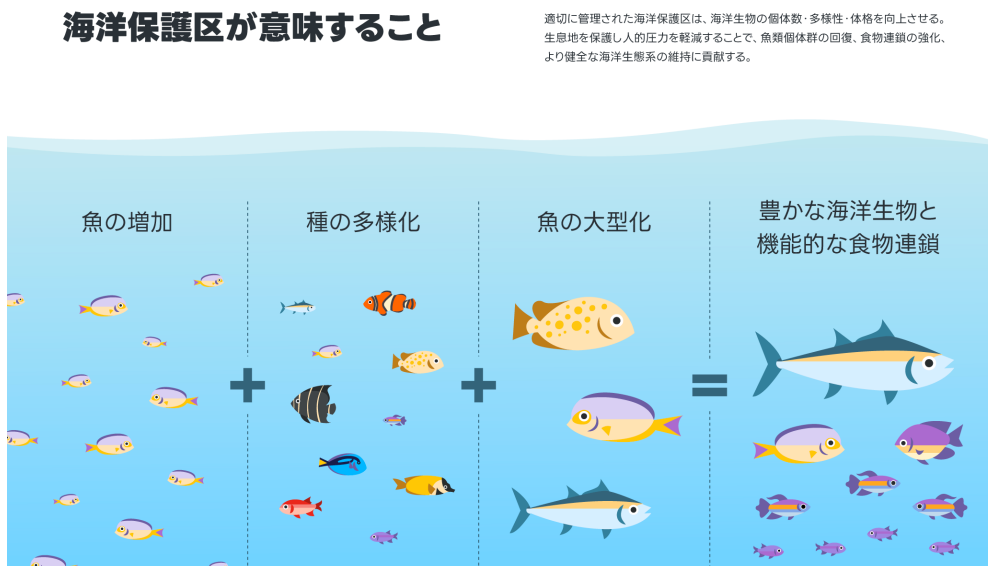 海洋保護区が意味すること
適切に管理された海洋保護区は、海洋生物の個体数・多様性・体格を向上させる。
生息地を保護し人的圧力を軽減することで、魚類個体群の回復、食物連鎖の強化、
より健全な海洋生態系の維持に貢献する。
魚の増加
種の多様化
魚の大型化
豊かな海洋生物と
機能的な食物連鎖
+
+
=